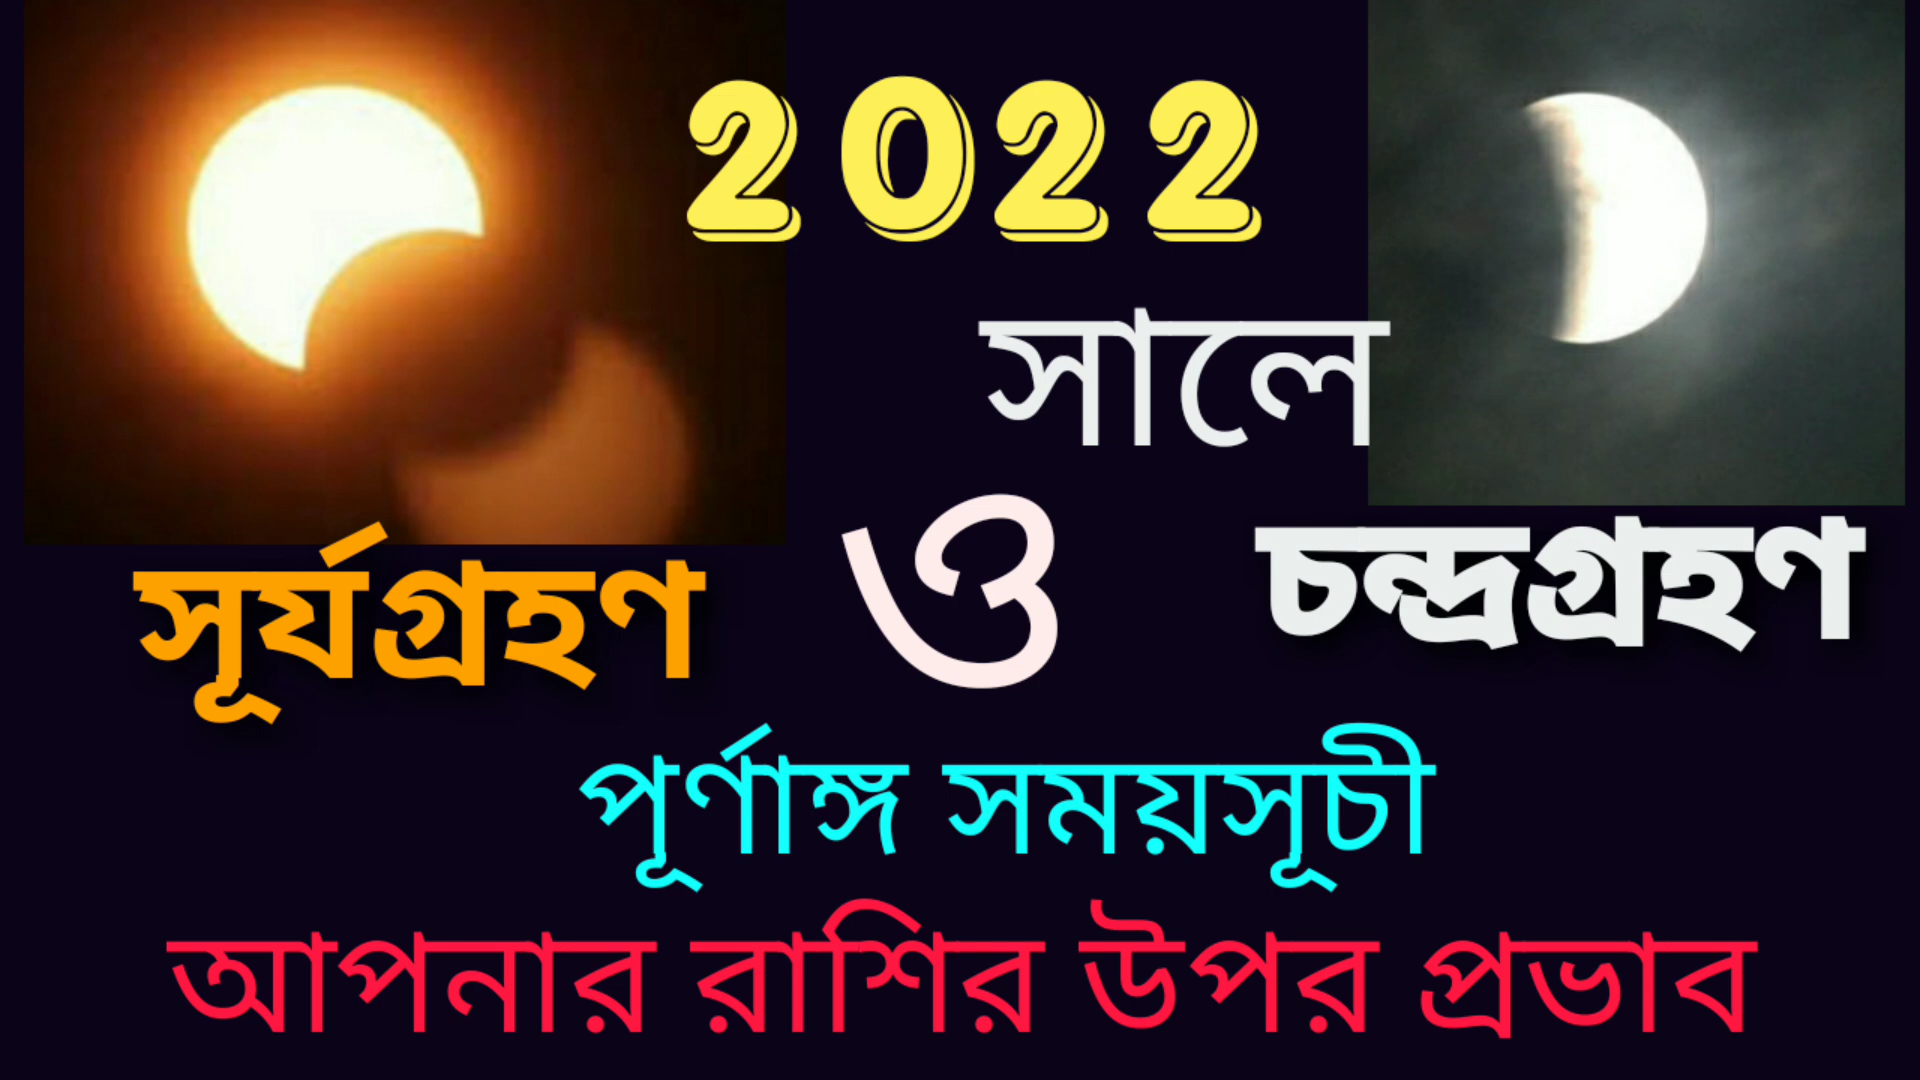 2022
সালে
সূর্যগ্রহণ ও চন্দ্রগ্রহণ
পূর্ণাঙ্গ সময়সূচী
আপনার রাশির উপর প্রভাব